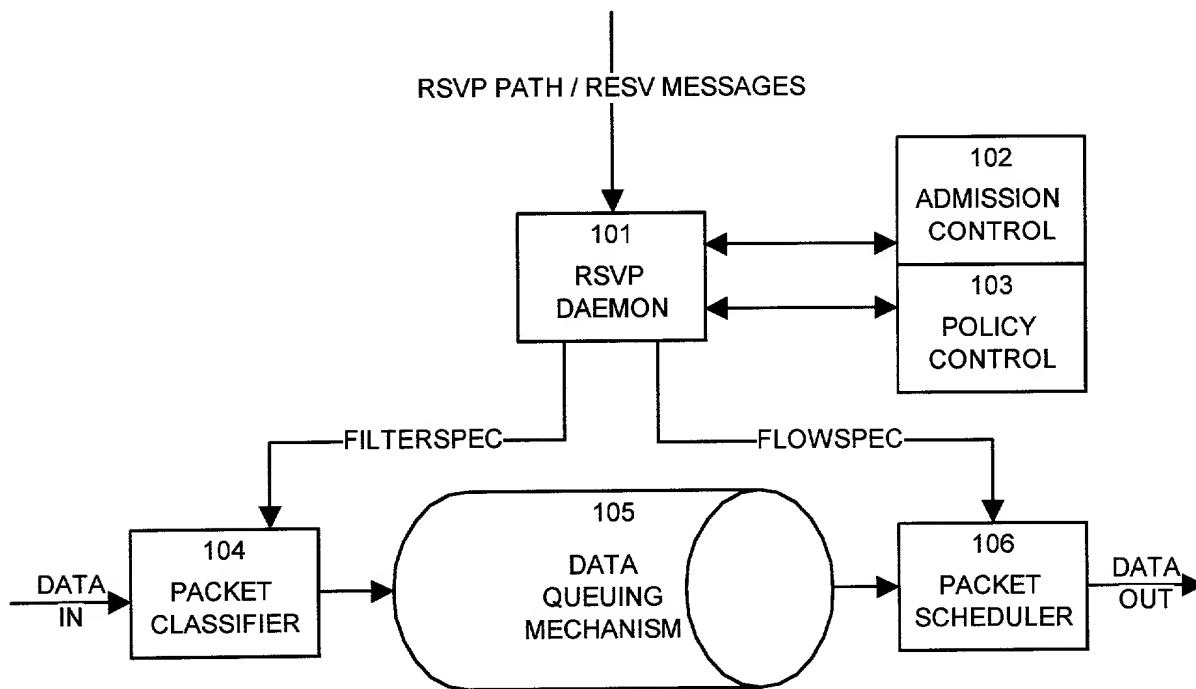 RSVP PATH / RESV MESSAGES
102
ADMISSION
CONTROL
101
RSVP
DAEMON
103
POLICY
CONTROL
FILTERSPEC
FLOWSPEC
105
DATA
QUEUING
MECHANISM
104
PACKET
CLASSIFIER
106
PACKET
SCHEDULER
DATA
IN
DATA
OUT